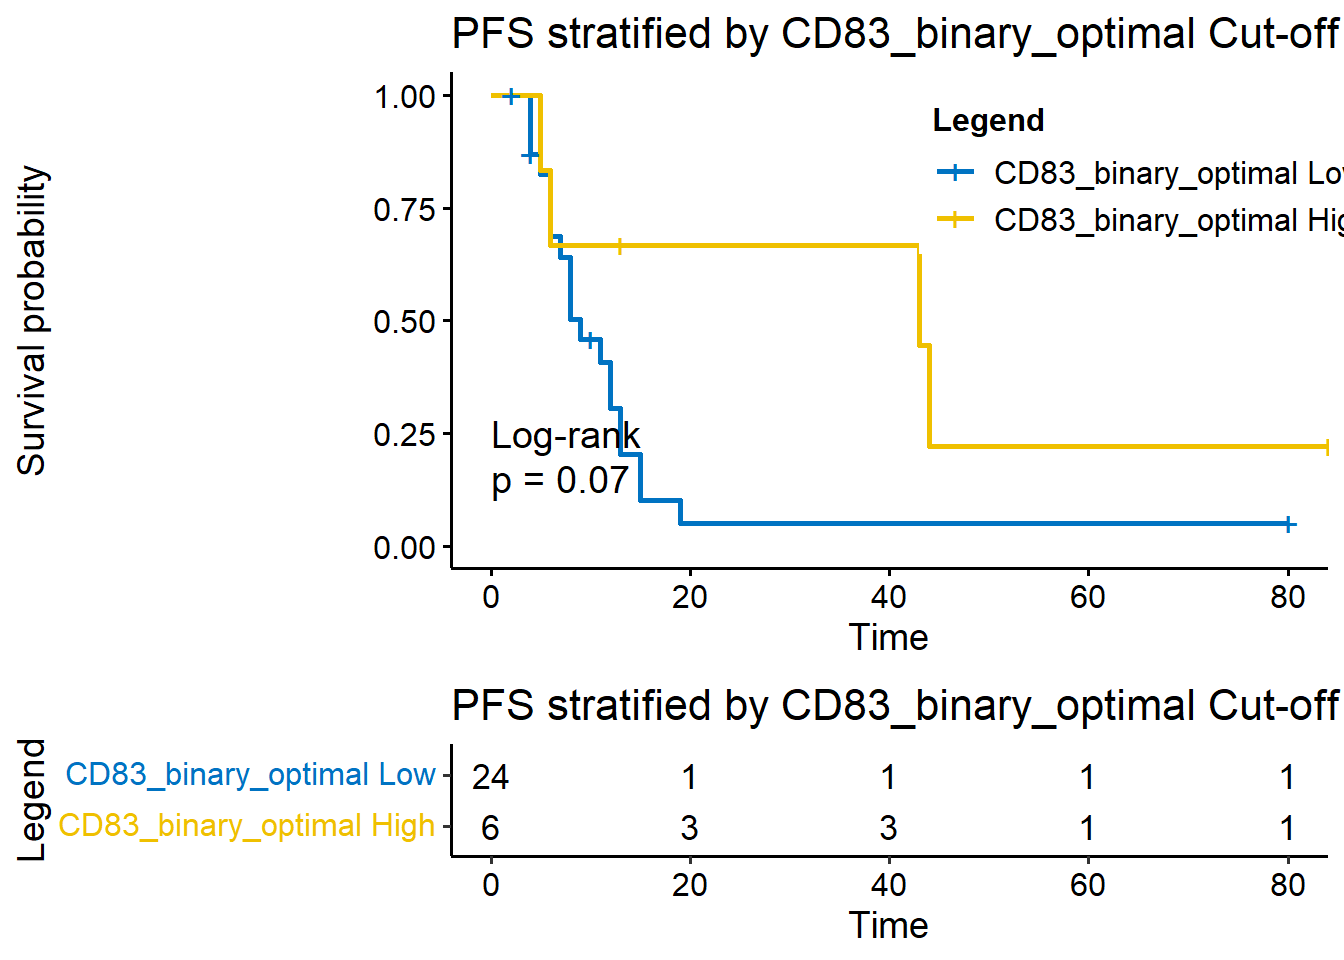 PFS stratified by CD83_binary_optimal Cut-off
Survival probability
1.00
0.75
0.50
0.25
0.00
Legend
CD83_binary_optimal Lov
CD83_binary_optimal Hig
Log-rank
p = 0.07
0 20 40 60 80
Time
PFS stratified by CD83_binary_optimal Cut-off
Legend
CD83_binary_optimal Low 24 1 1 1 1
CD83_binary_optimal High 6 3 3 1 1
0 20 40 60 80
Time